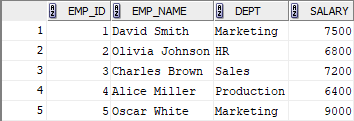 EMP_ID EMP_NAME DEPT SALARY
1 1 David Smith Marketing 7500
2 2 Olivia Johnson HR 6800
3 3 Charles Brown Sales 7200
4 4 Alice Miller Production 6400
5 5 Oscar White Marketing 9000